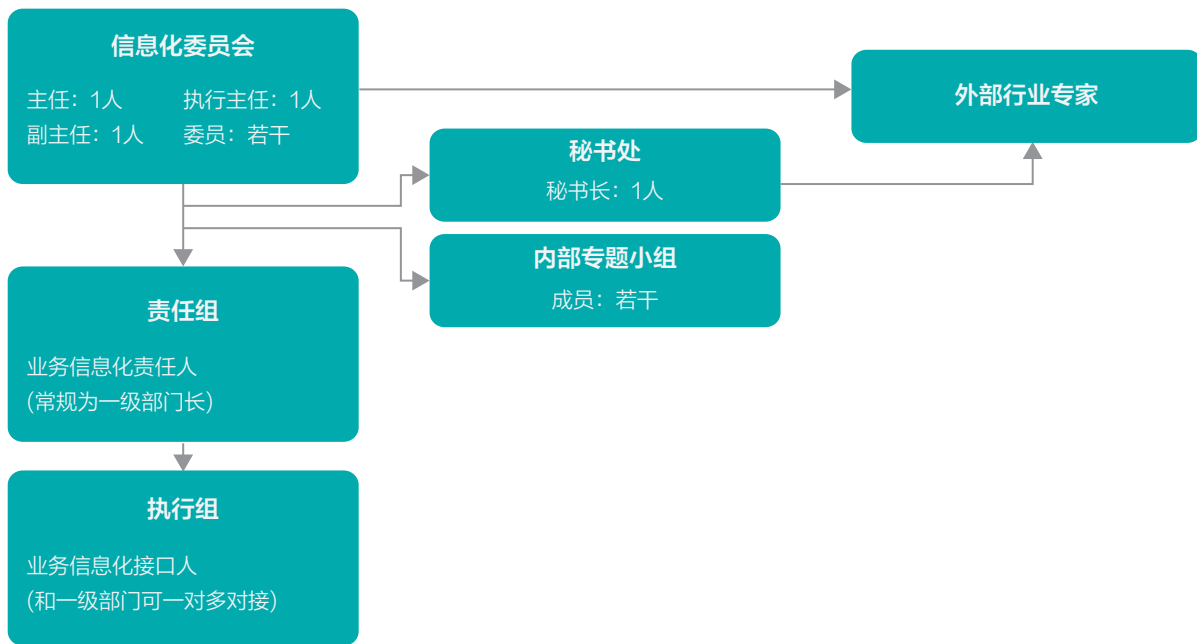 信息化委员会
主任：1人 执行主任：1人
副主任：1人 委员：若干
外部行业专家
秘书处
秘书长：1人
内部专题小组
成员：若干
责任组
业务信息化责任人
(常规为一级部门长)
执行组
业务信息化接口人
(和一级部门可一对多对接)